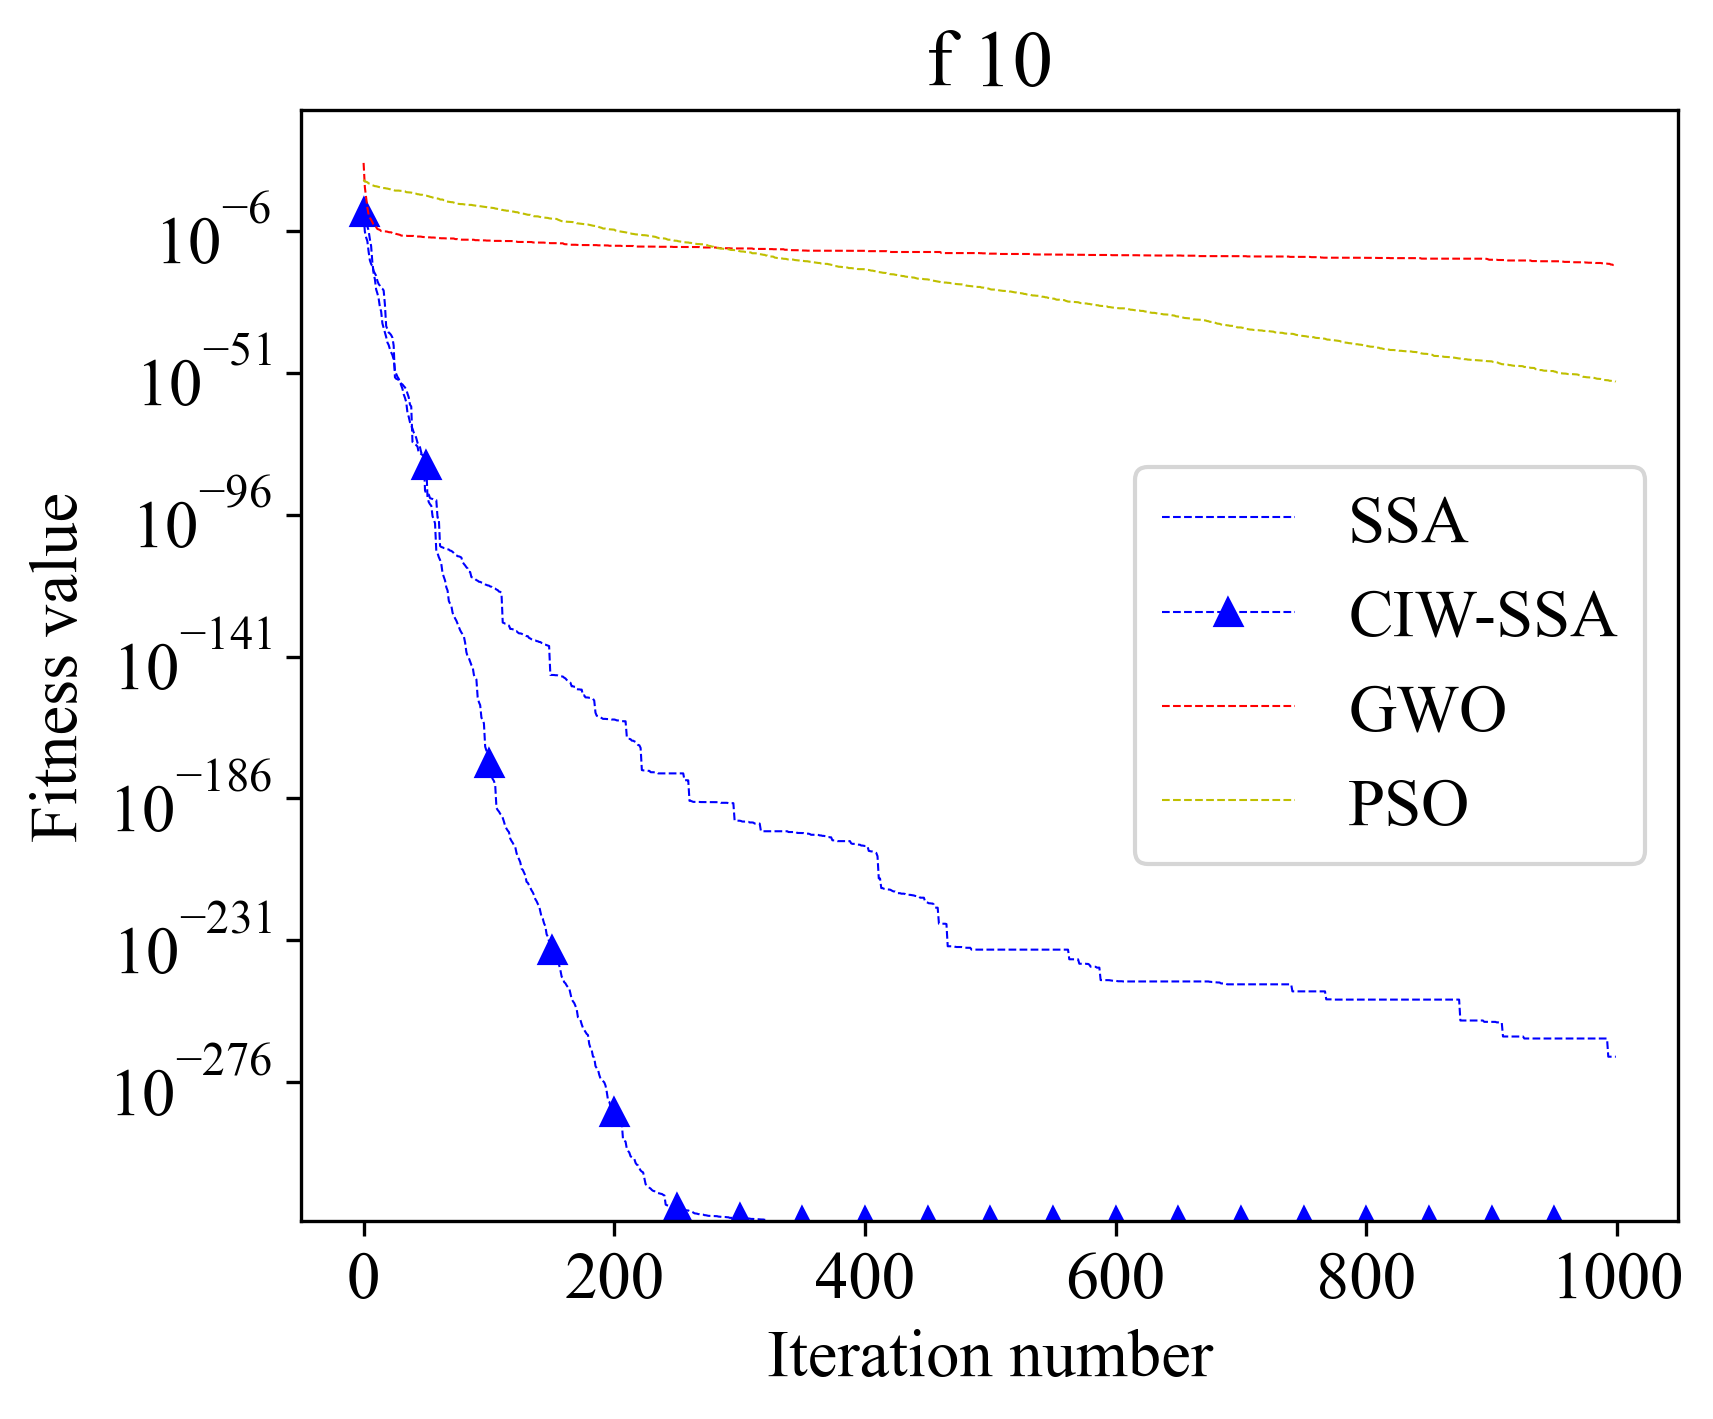 f 10
Fitness value
10⁻⁶
10⁻⁵¹
10⁻⁹⁶
10⁻¹⁴¹
10⁻¹⁸⁶
10⁻²³¹
10⁻²⁷⁶
SSA
CIW-SSA
GWO
PSO
0 200 400 600 800 1000
Iteration number